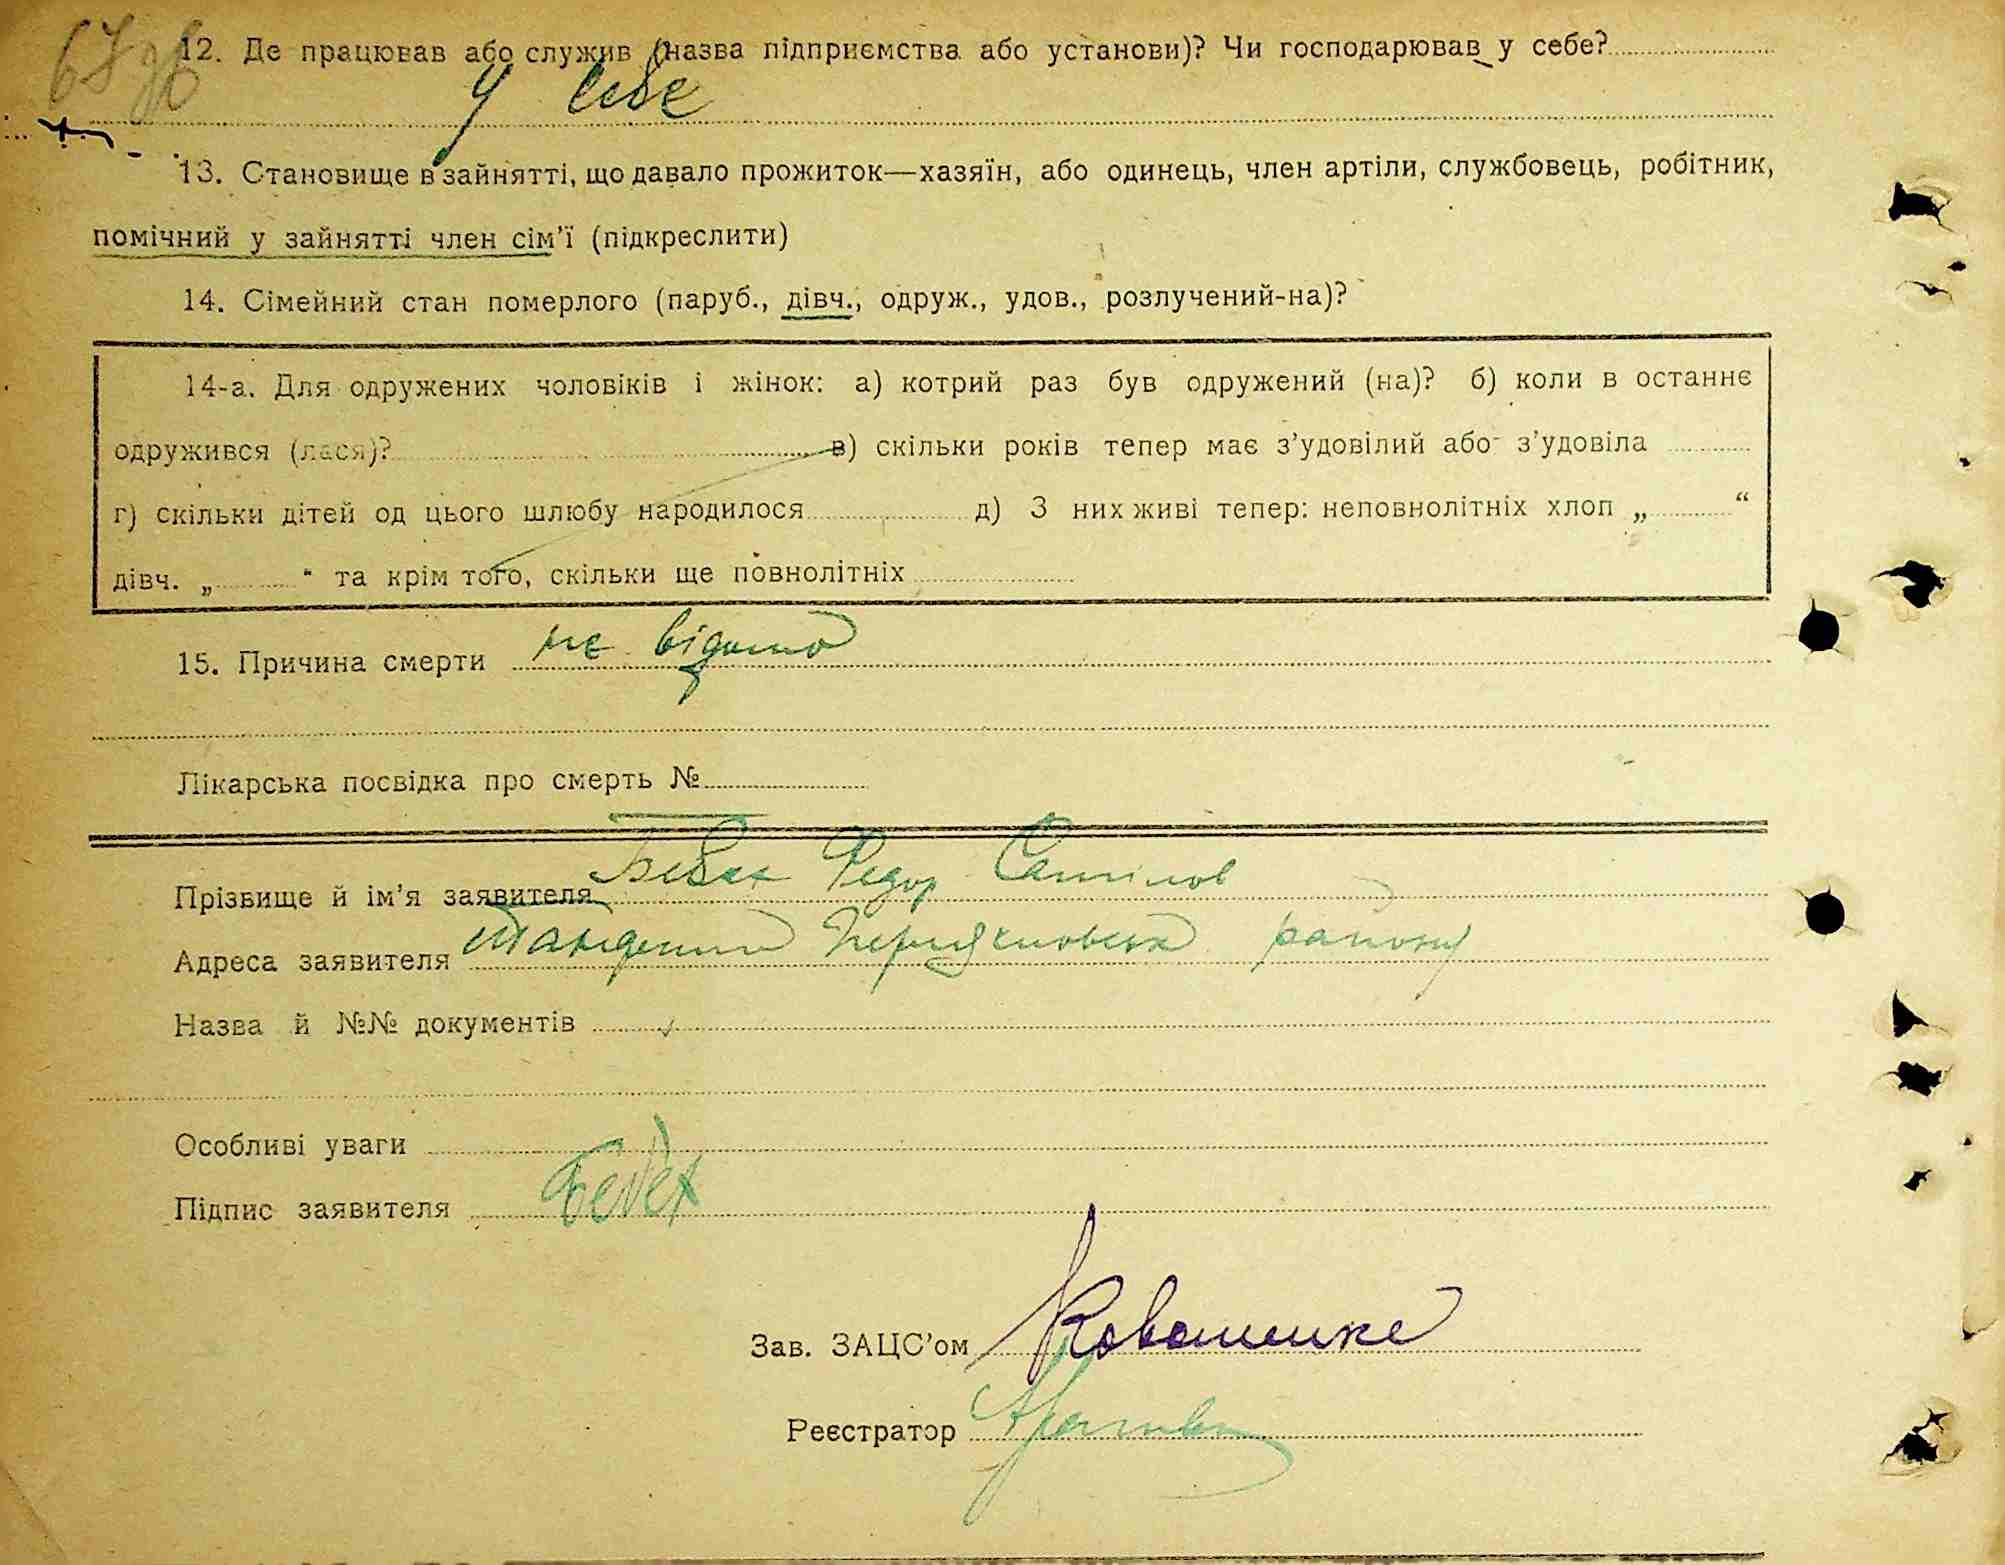 12. Де працював або служив (назва підприємства або установи)? Чи господарював у себе?
У себе
13. Становище в зайнятті, що давало прожиток—хазяїн, або одинець, член артіли, службовець, робітник,
помічний у зайнятті член сім’ї (підкреслити)
14. Сімейний стан померлого (паруб., дівч., одруж., удов., розлучений-на)?
14-а. Для одружених чоловіків і жінок: а) котрий раз був одружений (на)? б) коли в останнє
одружився (лася)? в) скільки років тепер має з’удовілий або з’удовіла
г) скільки дітей од цього шлюбу народилося д) З них живі тепер: неповнолітніх хлоп „ “
дівч. „ “ та крім того, скільки ще повнолітніх
15. Причина смерти не відомо
Лікарська посвідка про смерть №
Прізвище й ім’я заявителя Федор
Адреса заявителя району
Назва й №№ документів
Особливі уваги
Підпис заявителя
Зав. ЗАЦС’ом
Реєстратор